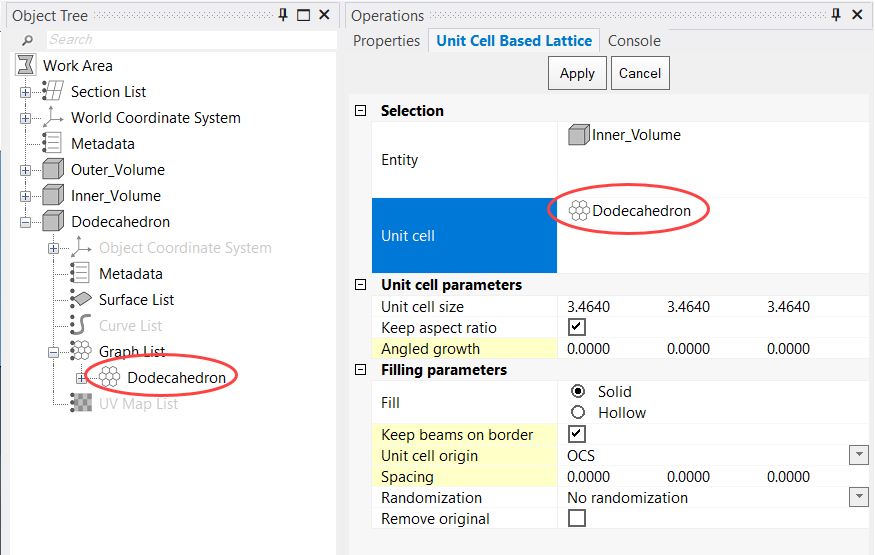 Object Tree
Search
Work Area
Section List
World Coordinate System
Metadata
Outer_Volume
Inner_Volume
Dodecahedron
Object Coordinate System
Metadata
Surface List
Curve List
Graph List
Dodecahedron
UV Map List
Operations
Properties Unit Cell Based Lattice Console
Apply Cancel
Selection
Entity Inner_Volume
Unit cell Dodecahedron
Unit cell parameters
Unit cell size 3.4640 3.4640 3.4640
Keep aspect ratio
Angled growth 0.0000 0.0000 0.0000
Filling parameters
Fill Solid
Hollow
Keep beams on border
Unit cell origin OCS
Spacing 0.0000 0.0000 0.0000
Randomization No randomization
Remove original